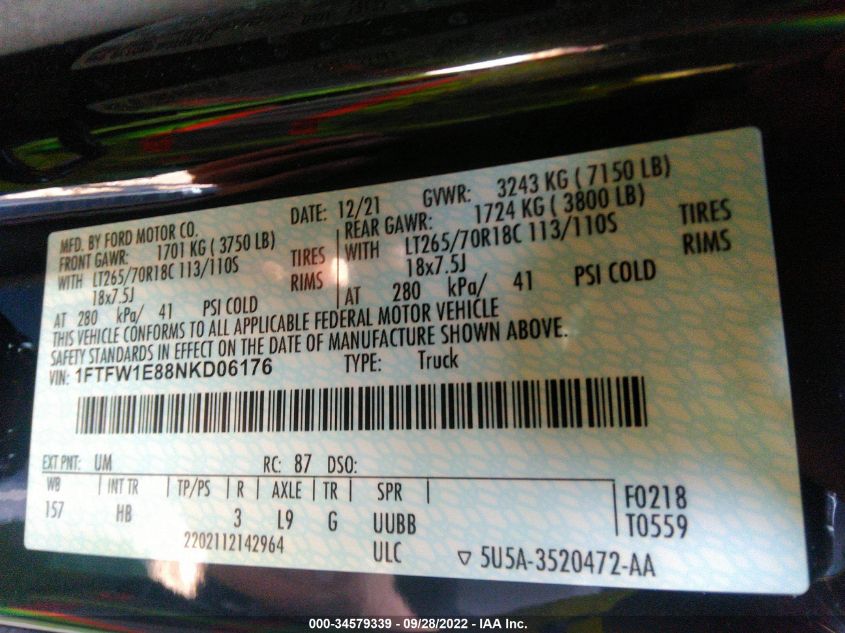 MFD. BY FORD MOTOR CO.
DATE: 12/21 GVWR: 3243 KG ( 7150 LB)
FRONT GAWR: 1701 KG ( 3750 LB)
REAR GAWR: 1724 KG ( 3800 LB)
WITH LT265/70R18C 113/110S TIRES
WITH LT265/70R18C 113/110S TIRES
18x7.5J RIMS
18x7.5J RIMS
AT 280 kPa/ 41 PSI COLD
AT 280 kPa/ 41 PSI COLD
THIS VEHICLE CONFORMS TO ALL APPLICABLE FEDERAL MOTOR VEHICLE
SAFETY STANDARDS IN EFFECT ON THE DATE OF MANUFACTURE SHOWN ABOVE.
VIN: 1FTFW1E88NKD06176 TYPE: Truck
EXT PNT: UM RC: 87 DSO:
WB INT TR TP/PS R AXLE TR SPR
157 HB 3 L9 G UUBB
F0218
T0559
2202112142964 ULC 5U5A-3520472-AA
000-34579339 - 09/28/2022 - IAA Inc.